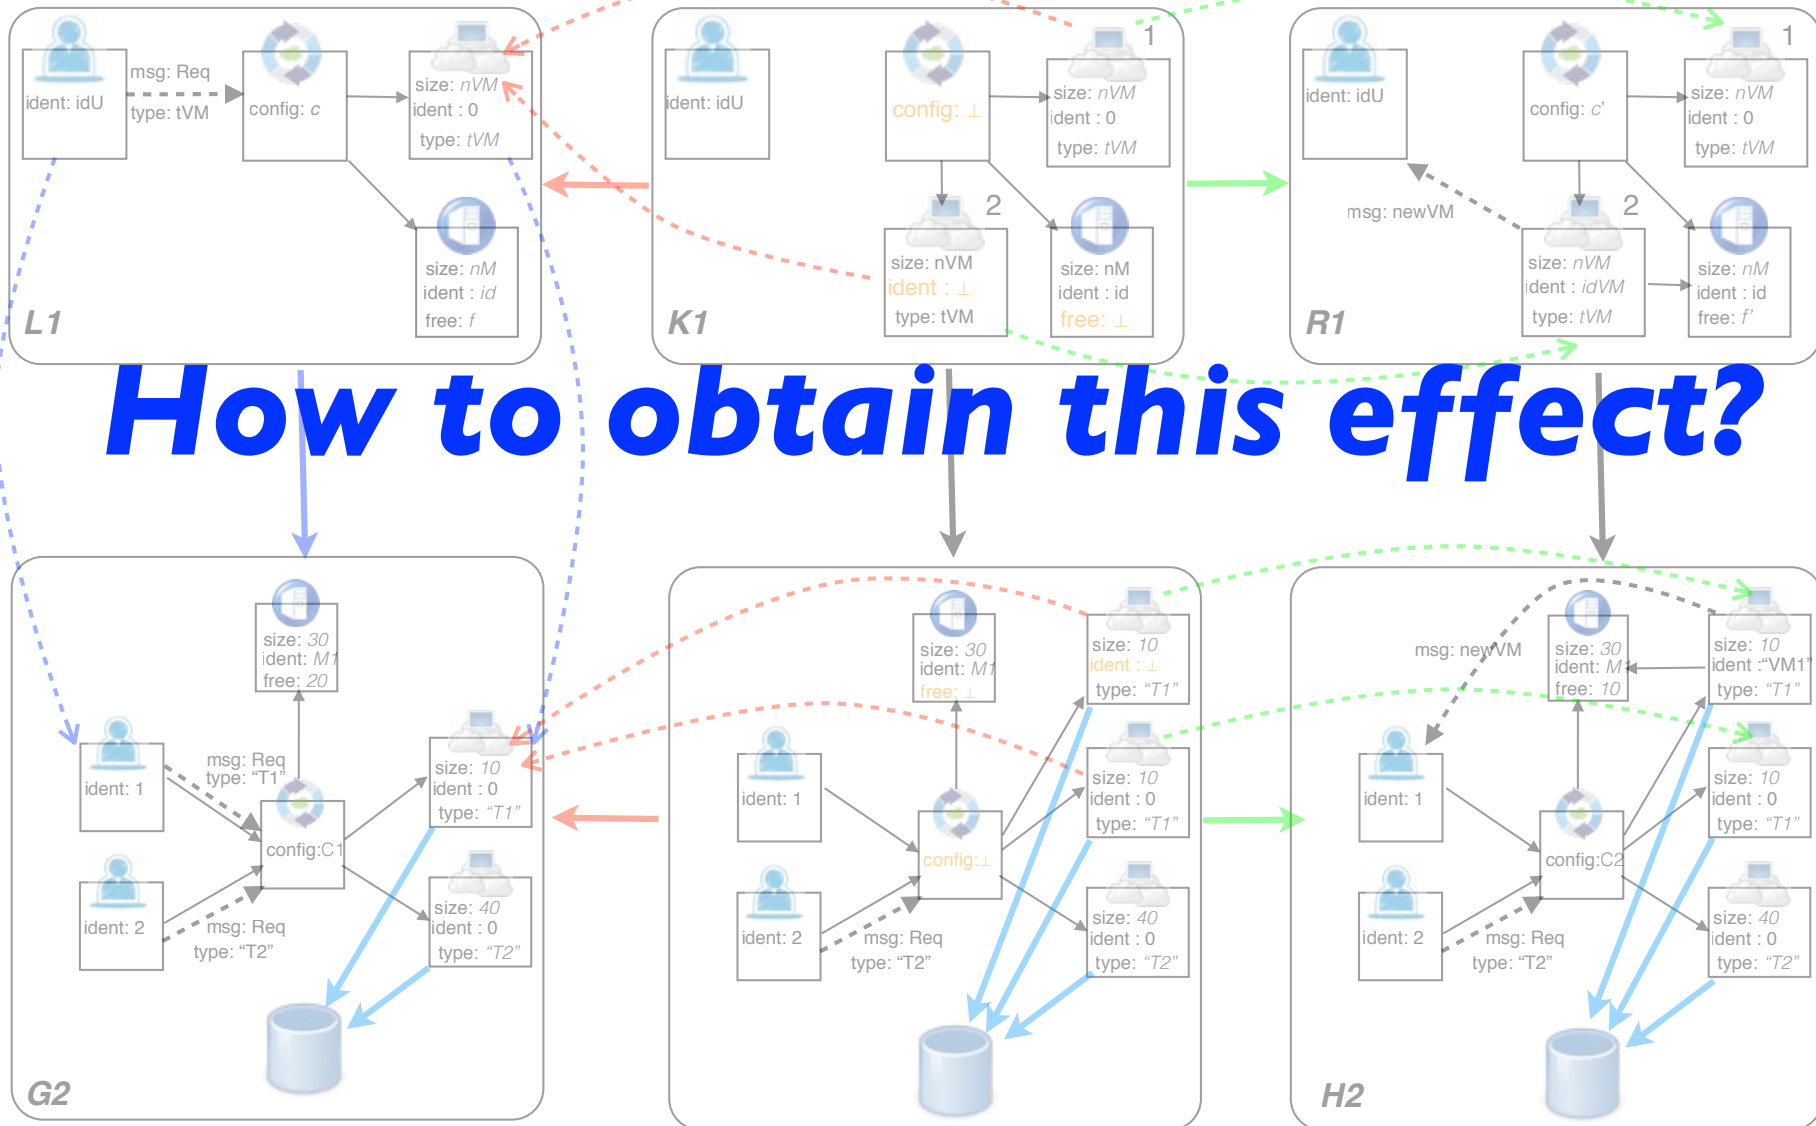 msg: Req
type: tVM
ident: idU
config: c
size: nVM
ident : 0
type: tVM
size: nM
ident : id
free: f
L1
ident: idU
config: ⊥
1
size: nVM
ident : 0
type: tVM
2
size: nVM
ident : ⊥
type: tVM
size: nM
ident : id
free: ⊥
K1
ident: idU
config: c'
1
size: nVM
ident : 0
type: tVM
msg: newVM
2
size: nVM
ident : idVM
type: tVM
size: nM
ident : id
free: f'
R1
How to obtain this effect?
size: 30
ident: M1
free: 20
ident: 1
msg: Req
type: "T1"
config:C1
size: 10
ident : 0
type: "T1"
ident: 2
msg: Req
type: "T2"
size: 40
ident : 0
type: "T2"
G2
size: 30
ident: M1
free: ⊥
size: 10
ident : ⊥
type: "T1"
ident: 1
size: 10
ident : 0
type: "T1"
config:⊥
ident: 2
msg: Req
type: "T2"
size: 40
ident : 0
type: "T2"
msg: newVM
size: 30
ident: M1
free: 10
size: 10
ident :"VM1"
type: "T1"
ident: 1
size: 10
ident : 0
type: "T1"
config:C2
ident: 2
msg: Req
type: "T2"
size: 40
ident : 0
type: "T2"
H2